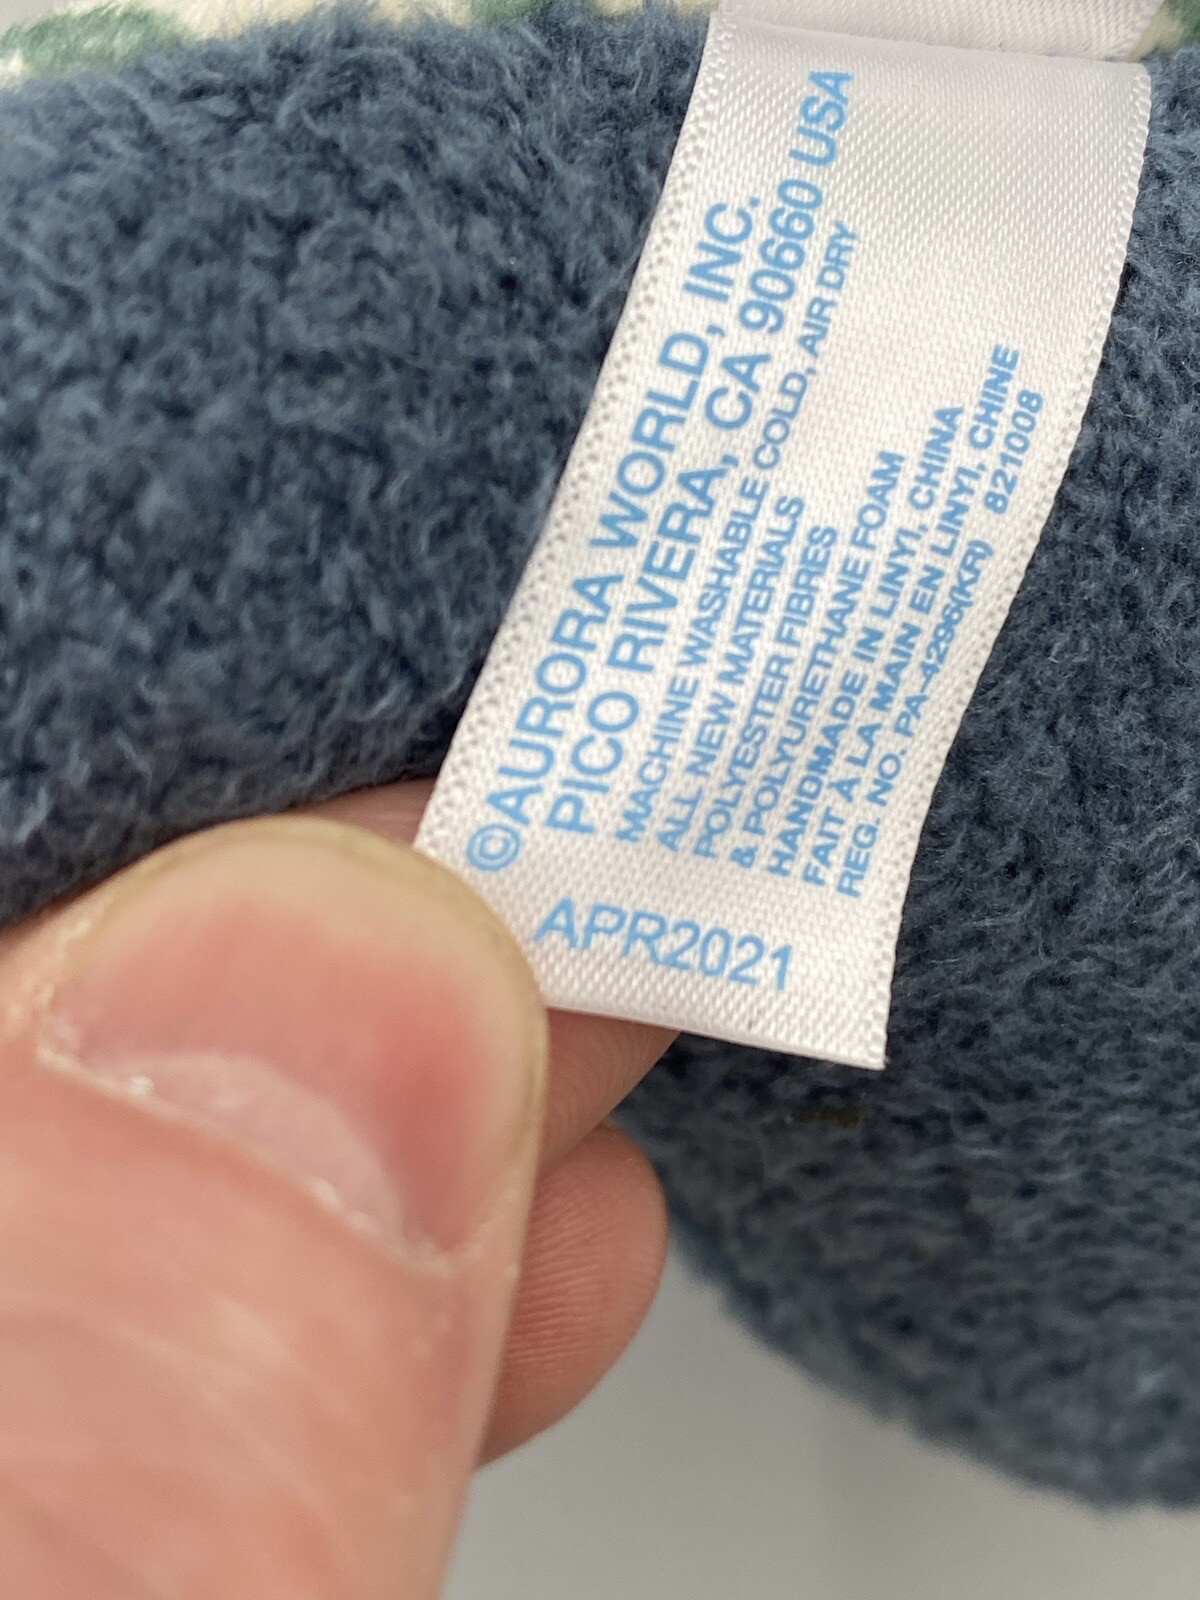 ©AURORA WORLD, INC.
PICO RIVERA, CA 90660 USA
MACHINE WASHABLE COLD, AIR DRY
ALL NEW MATERIALS
POLYESTER FIBRES
& POLYURETHANE FOAM
HANDMADE IN LINYI, CHINA
FAIT À LA MAIN EN LINYI, CHINE
REG. NO. PA-4296(KR) 821008
APR2021